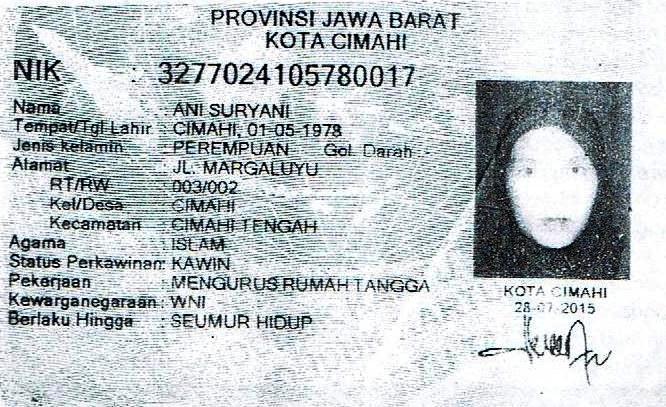 PROVINSI JAWA BARAT
KOTA CIMAHI
NIK : 3277024105780017
Nama : ANI SURYANI
Tempat/Tgl Lahir : CIMAHI, 01-05-1978
Jenis kelamin : PEREMPUAN Gol. Darah : -
Alamat : JL. MARGALUYU
RT/RW : 003/002
Kel/Desa : CIMAHI
Kecamatan : CIMAHI TENGAH
Agama : ISLAM
Status Perkawinan: KAWIN
Pekerjaan : MENGURUS RUMAH TANGGA
Kewarganegaraan : WNI
Berlaku Hingga : SEUMUR HIDUP
KOTA CIMAHI
28-07-2015